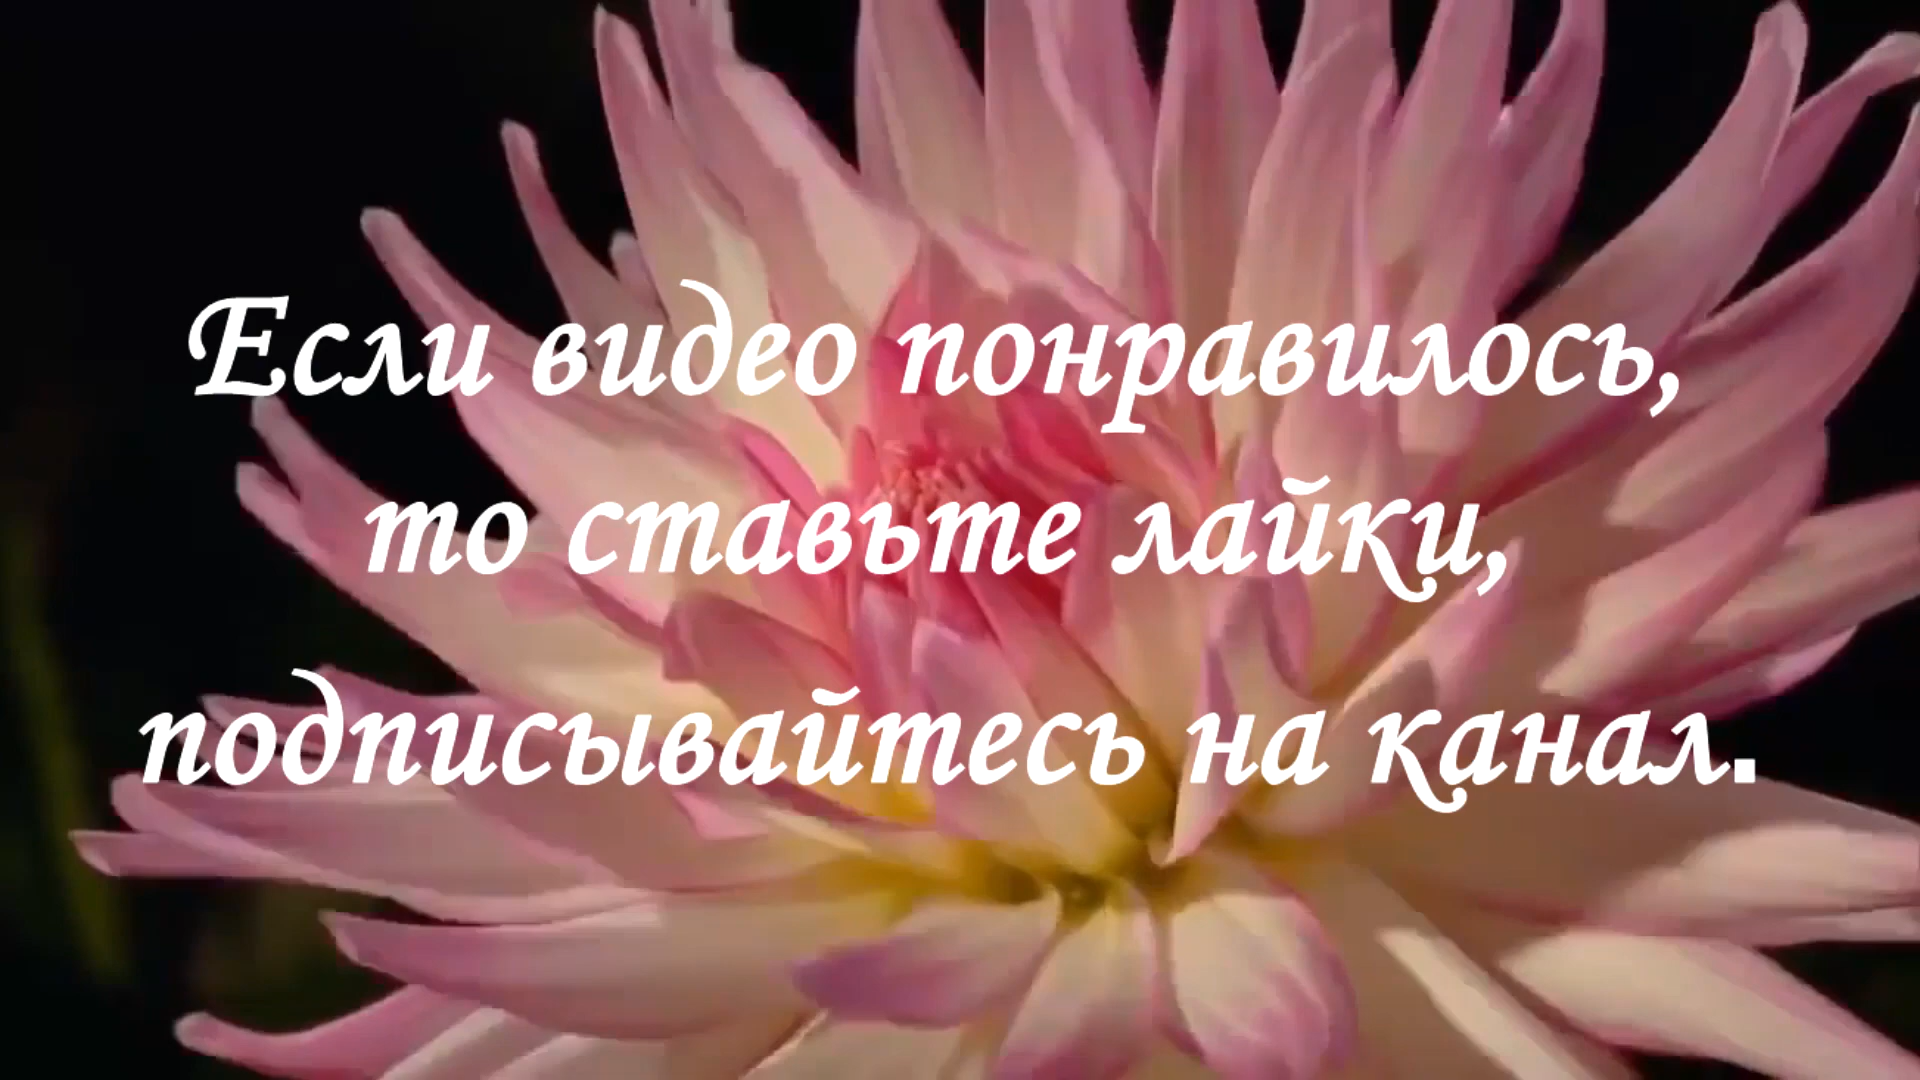 Если видео понравилось,
то ставьте лайки,
подписывайтесь на канал.